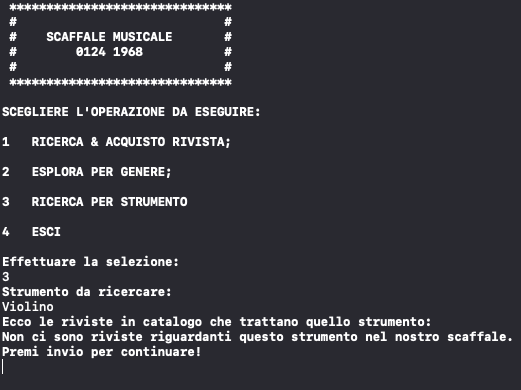 ******************************
#                            #
#    SCAFFALE MUSICALE       #
#        0124 1968           #
#                            #
******************************
SCEGLIERE L'OPERAZIONE DA ESEGUIRE:
1   RICERCA & ACQUISTO RIVISTA;
2   ESPLORA PER GENERE;
3   RICERCA PER STRUMENTO
4   ESCI
Effettuare la selezione:
3
Strumento da ricercare:
Violino
Ecco le riviste in catalogo che trattano quello strumento:
Non ci sono riviste riguardanti questo strumento nel nostro scaffale.
Premi invio per continuare!